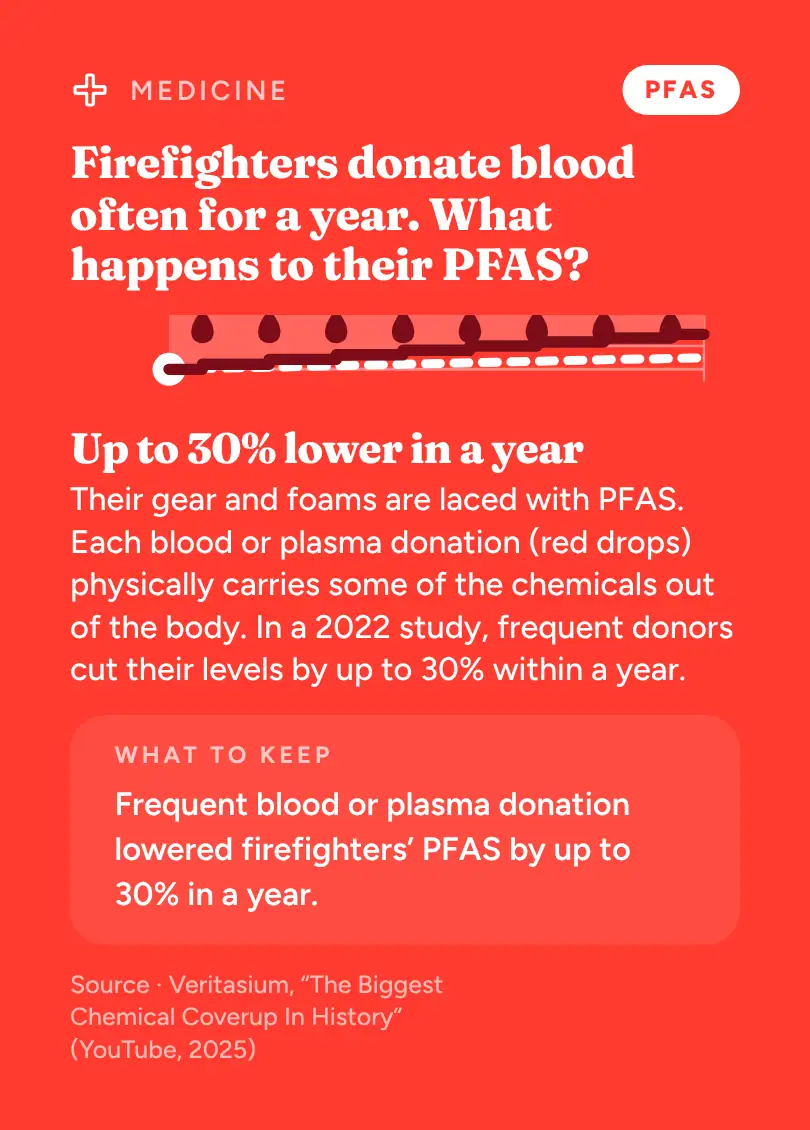 MEDICINE
PFAS
Firefighters donate blood
often for a year. What
happens to their PFAS?
Up to 30% lower in a year
Their gear and foams are laced with PFAS.
Each blood or plasma donation (red drops)
physically carries some of the chemicals out
of the body. In a 2022 study, frequent donors
cut their levels by up to 30% within a year.
WHAT TO KEEP
Frequent blood or plasma donation
lowered firefighters’ PFAS by up to
30% in a year.
Source · Veritasium, “The Biggest
Chemical Coverup In History”
(YouTube, 2025)